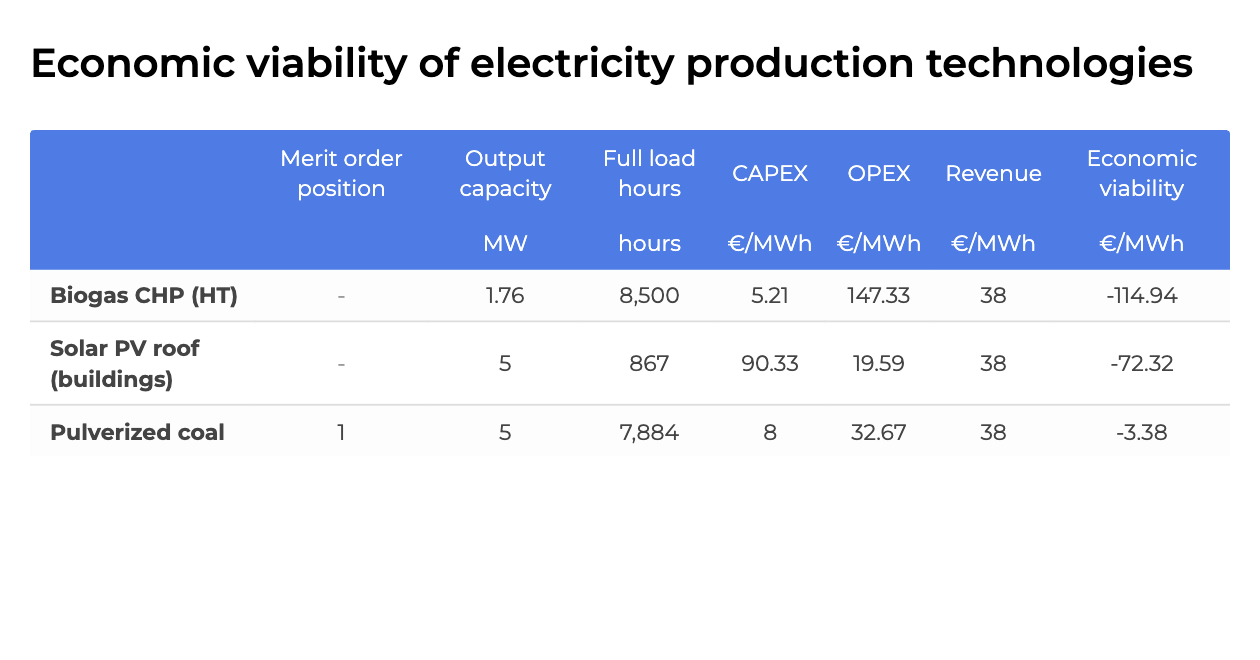 Economic viability of electricity production technologies
Merit order position Output capacity Full load hours CAPEX OPEX Revenue Economic viability
MW hours €/MWh €/MWh €/MWh €/MWh
Biogas CHP (HT) - 1.76 8,500 5.21 147.33 38 -114.94
Solar PV roof (buildings) - 5 867 90.33 19.59 38 -72.32
Pulverized coal 1 5 7,884 8 32.67 38 -3.38